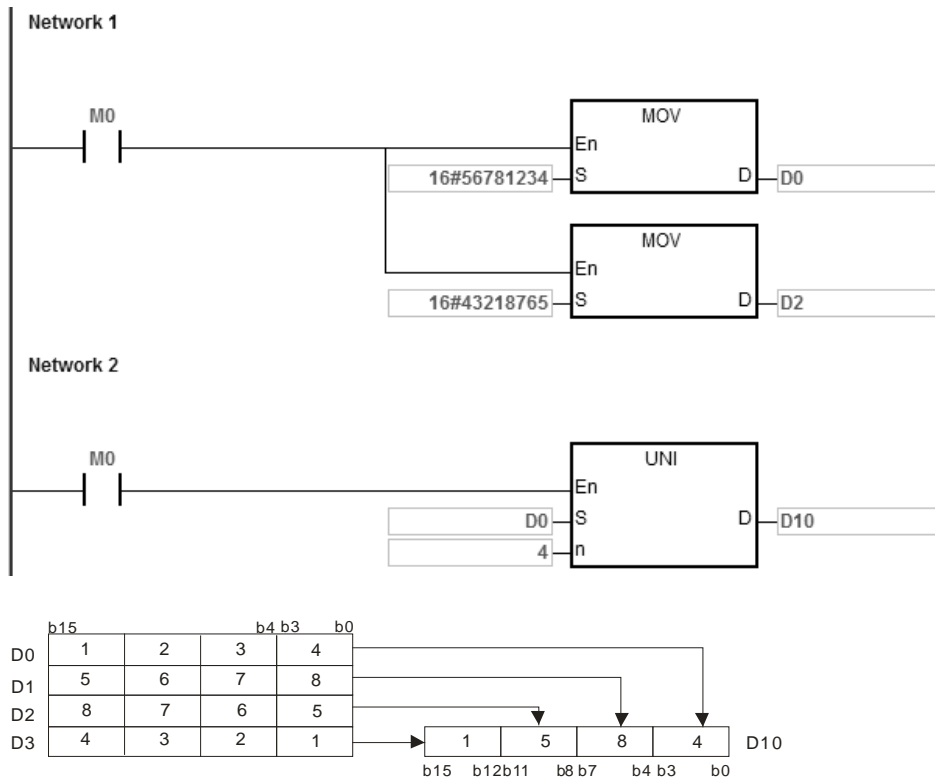 Network 1
M0
MOV
En
16#56781234 S D D0
MOV
En
16#43218765 S D D2
Network 2
M0
UNI
En
D0 S D D10
4 n
b15 b4 b3 b0
D0 1 2 3 4
D1 5 6 7 8
D2 8 7 6 5
D3 4 3 2 1 1 5 8 4 D10
b15 b12 b11 b8 b7 b4 b3 b0